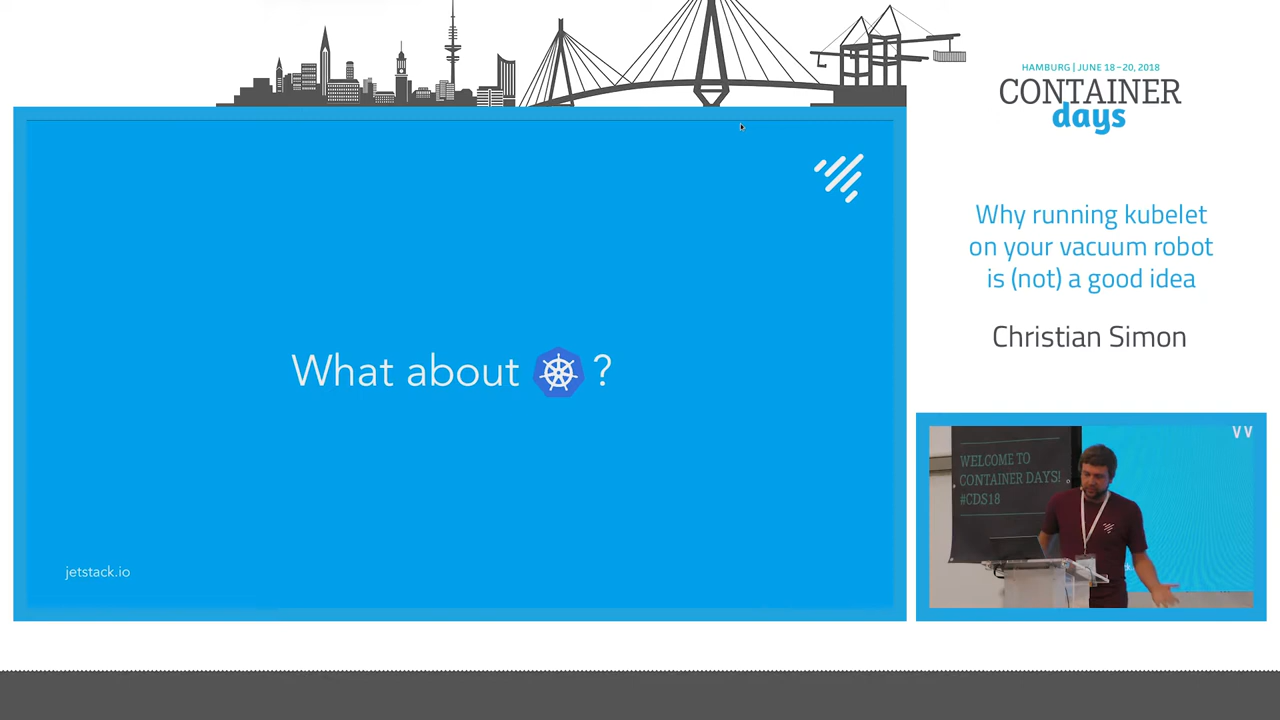 HAMBURG | JUNE 18–20, 2018
CONTAINER
days
Why running kubelet
on your vacuum robot
is (not) a good idea
Christian Simon
What about ?
jetstack.io
WELCOME TO
CONTAINER DAYS!
#CDS18